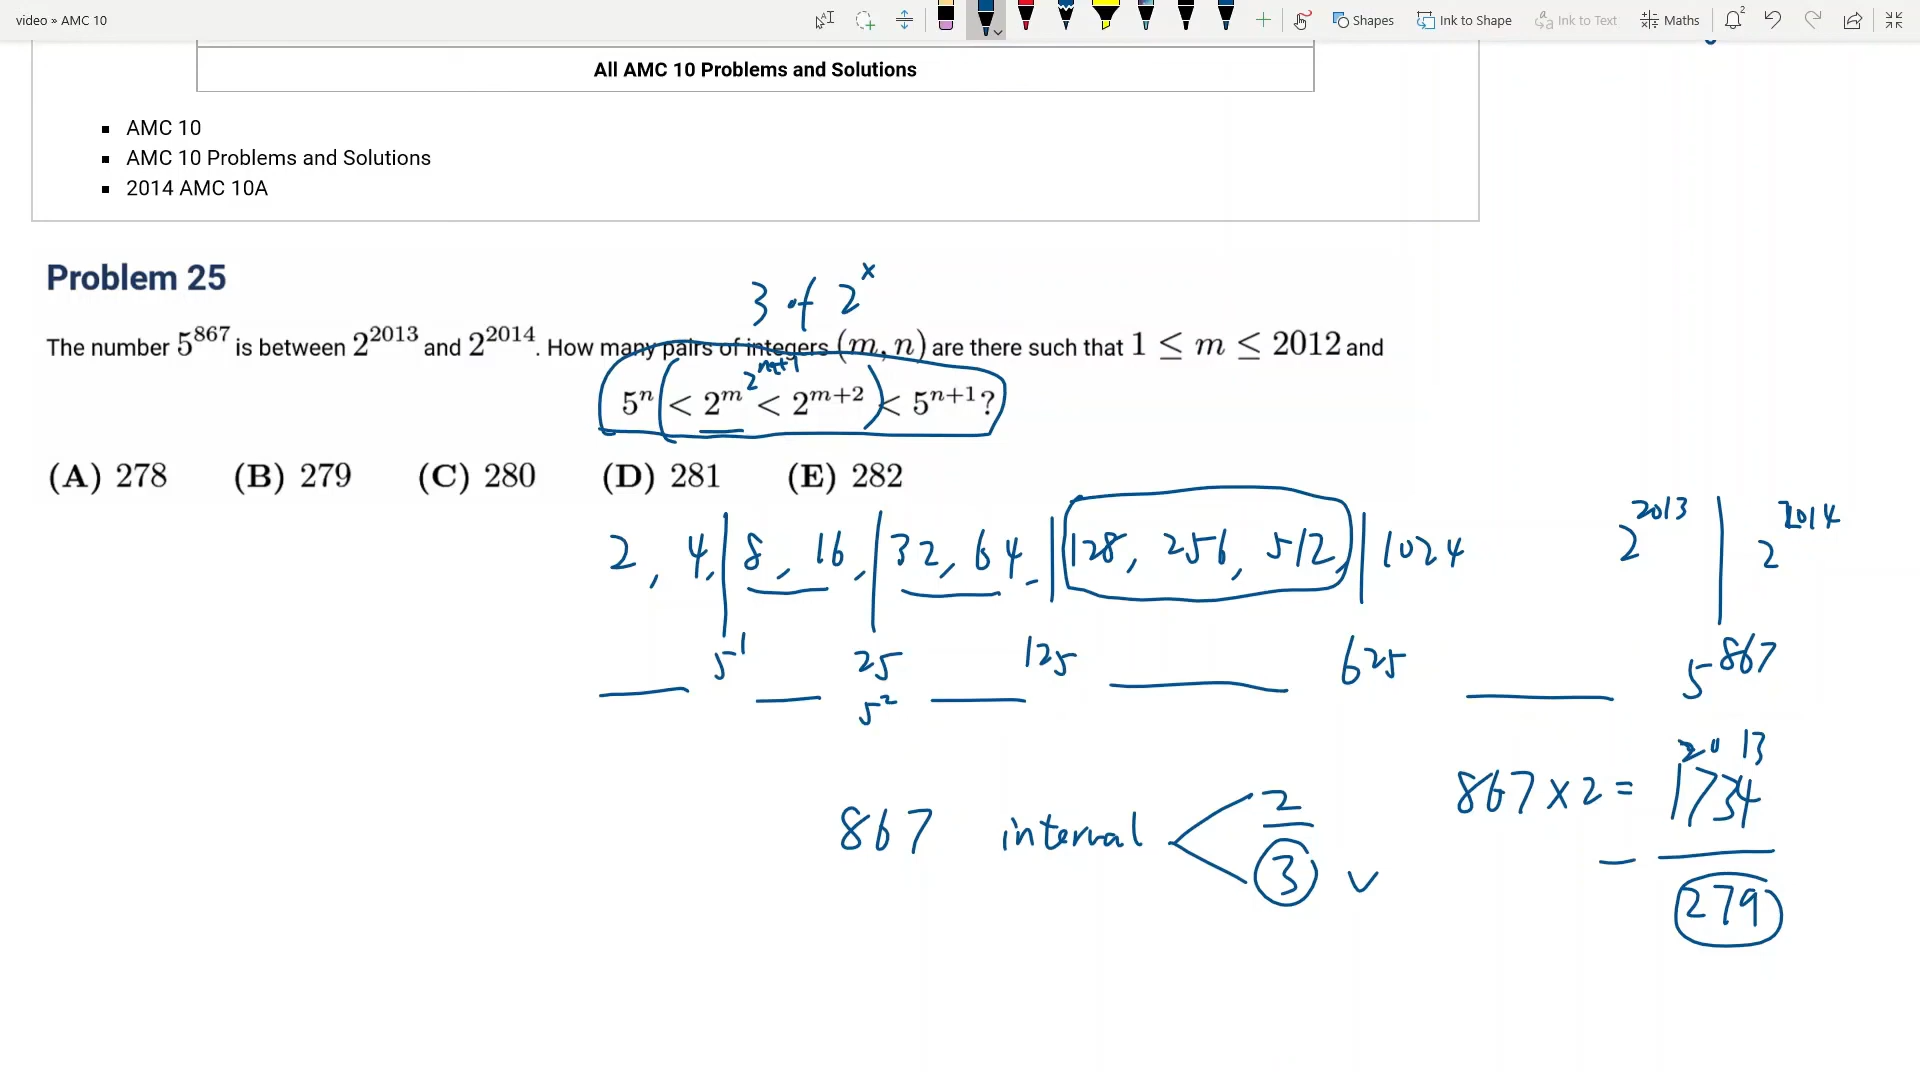 video » AMC 10
Shapes
Ink to Shape
Ink to Text
Maths
2
All AMC 10 Problems and Solutions
▪ AMC 10
▪ AMC 10 Problems and Solutions
▪ 2014 AMC 10A
Problem 25
3 of 2^x
The number 5^867 is between 2^2013 and 2^2014. How many pairs of integers (m, n) are there such that 1 ≤ m ≤ 2012 and
5^n < 2^m < 2^{m+2} < 5^{n+1}?
(A) 278 (B) 279 (C) 280 (D) 281 (E) 282
2, 4, | 8, 16, | 32, 64, | 128, 256, 512, | 1024 2^2013 | 2^2014
5^1 25 125 625 5^867
5^2
2013
867 × 2 = 1734
867 interval 2
3 ✓
279